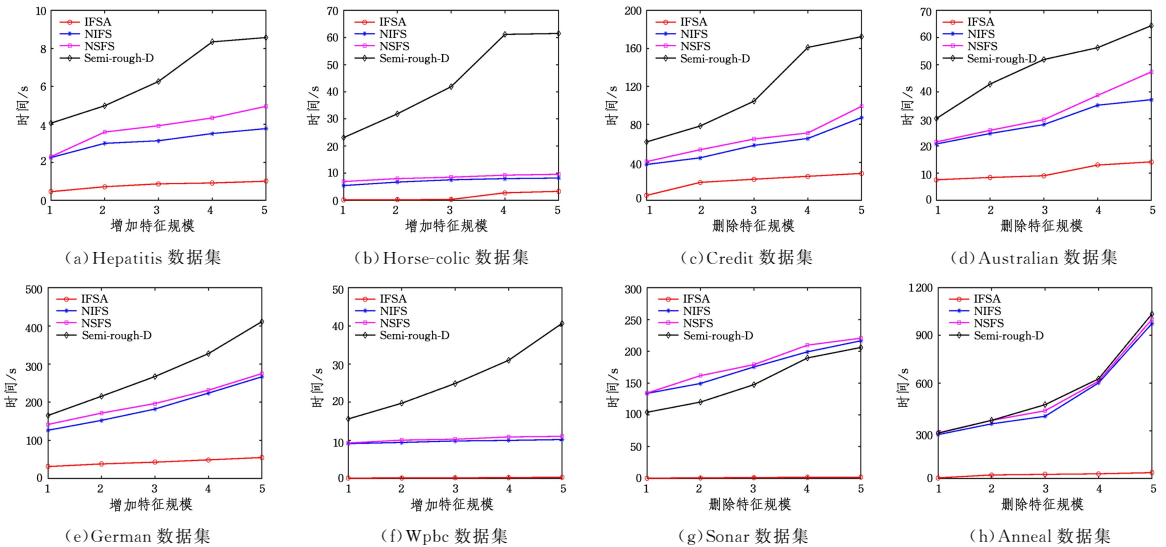 10
8
6
4
2
0
时间/s
IFSA
NIFS
NSFS
Semi-rough-D
1 2 3 4 5
增加特征规模
(a)Hepatitis 数据集
70
60
50
40
30
20
10
0
时间/s
IFSA
NIFS
NSFS
Semi-rough-D
1 2 3 4 5
增加特征规模
(b)Horse-colic 数据集
200
160
120
80
40
0
时间/s
IFSA
NIFS
NSFS
Semi-rough-D
1 2 3 4 5
删除特征规模
(c)Credit 数据集
70
60
50
40
30
20
10
0
时间/s
IFSA
NIFS
NSFS
Semi-rough-D
1 2 3 4 5
删除特征规模
(d)Australian 数据集
500
400
300
200
100
0
时间/s
IFSA
NIFS
NSFS
Semi-rough-D
1 2 3 4 5
增加特征规模
(e)German 数据集
50
40
30
20
10
0
时间/s
IFSA
NIFS
NSFS
Semi-rough-D
1 2 3 4 5
增加特征规模
(f)Wpbc 数据集
300
250
200
150
100
50
0
时间/s
IFSA
NIFS
NSFS
Semi-rough-D
1 2 3 4 5
删除特征规模
(g)Sonar 数据集
1200
900
600
300
0
时间/s
IFSA
NIFS
NSFS
Semi-rough-D
1 2 3 4 5
删除特征规模
(h)Anneal 数据集